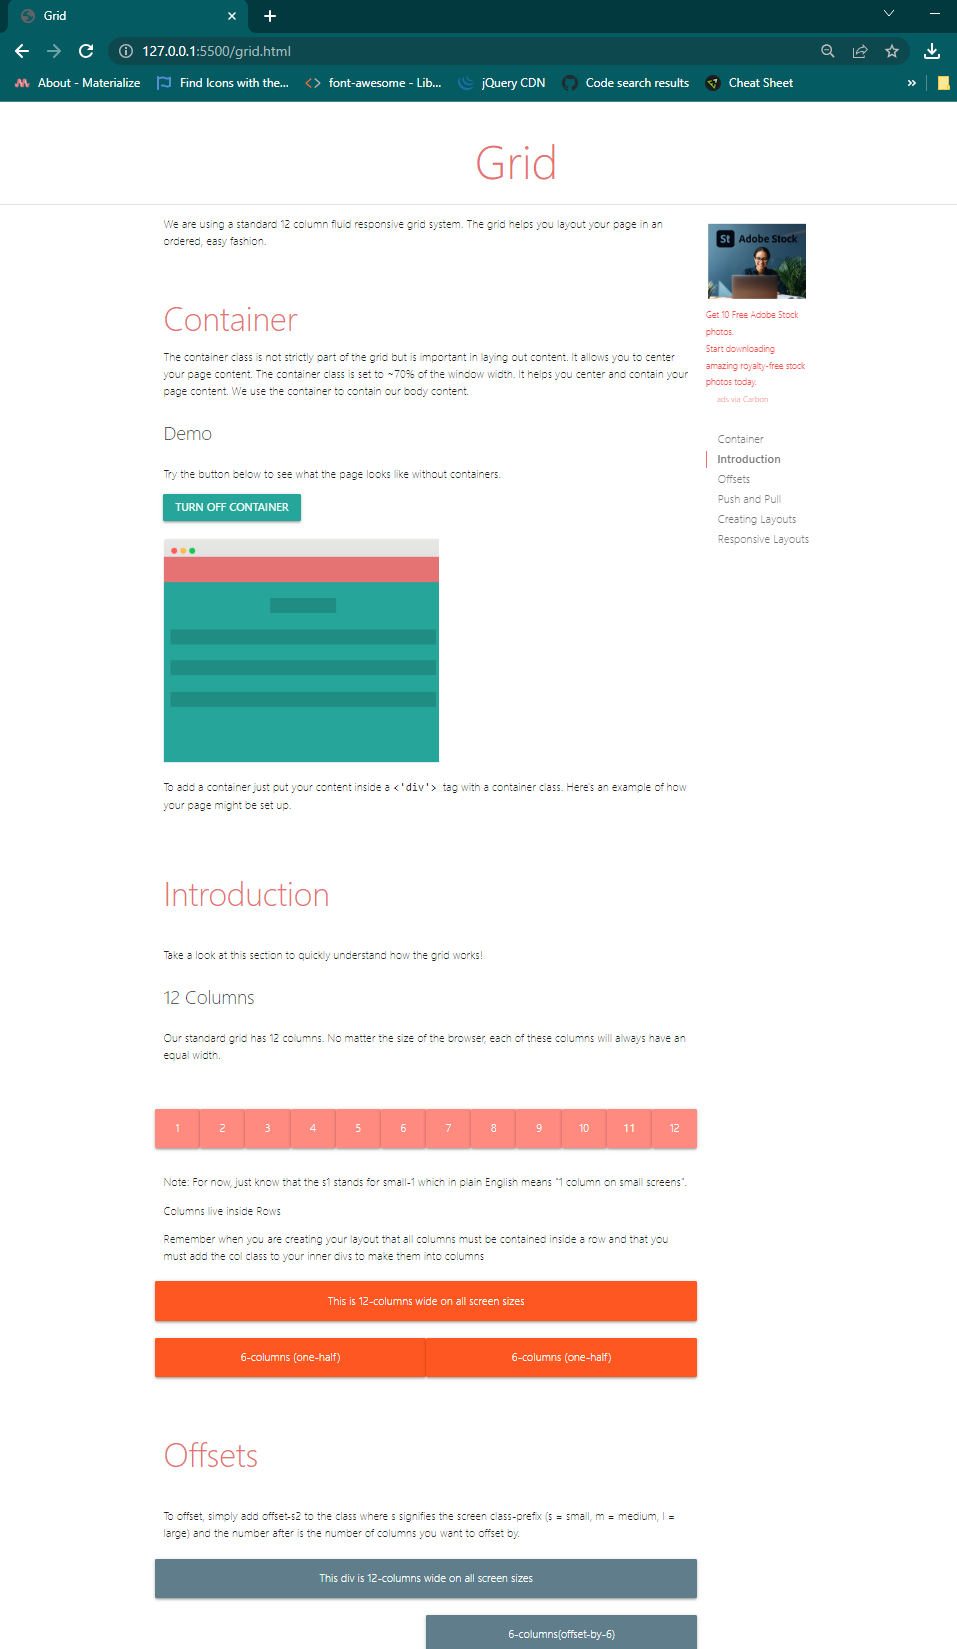 Grid
127.0.0.1:5500/grid.html
About - Materialize
Find Icons with the...
font-awesome - Lib...
jQuery CDN
Code search results
Cheat Sheet
»
Grid
We are using a standard 12 column fluid responsive grid system. The grid helps you layout your page in an
ordered, easy fashion.
St Adobe Stock
Get 10 Free Adobe Stock
photos.
Start downloading
amazing royalty-free stock
photos today.
ads via Carbon
Container
The container class is not strictly part of the grid but is important in laying out content. It allows you to center
your page content. The container class is set to ~70% of the window width. It helps you center and contain your
page content. We use the container to contain our body content.
Container
Introduction
Offsets
Push and Pull
Creating Layouts
Responsive Layouts
Demo
Try the button below to see what the page looks like without containers.
TURN OFF CONTAINER
To add a container just put your content inside a <'div'> tag with a container class. Here's an example of how
your page might be set up.
Introduction
Take a look at this section to quickly understand how the grid works!
12 Columns
Our standard grid has 12 columns. No matter the size of the browser, each of these columns will always have an
equal width.
1 2 3 4 5 6 7 8 9 10 11 12
Note: For now, just know that the s1 stands for small-1 which in plain English means "1 column on small screens".
Columns live inside Rows
Remember when you are creating your layout that all columns must be contained inside a row and that you
must add the col class to your inner divs to make them into columns
This is 12-columns wide on all screen sizes
6-columns (one-half) 6-columns (one-half)
Offsets
To offset, simply add offset-s2 to the class where s signifies the screen class-prefix (s = small, m = medium, l =
large) and the number after is the number of columns you want to offset by.
This div is 12-columns wide on all screen sizes
6-columns(offset-by-6)